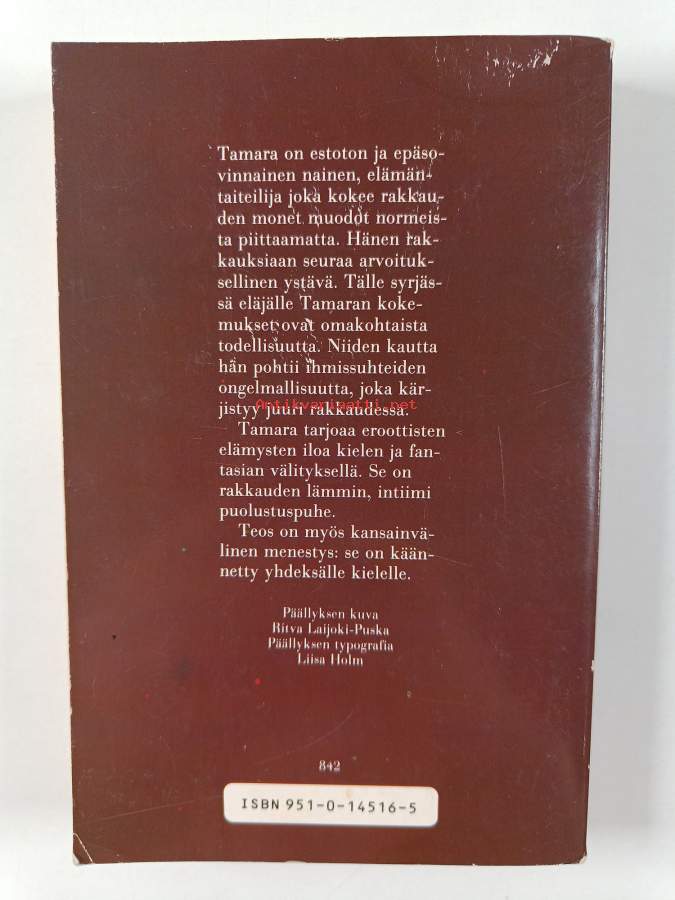 Tamara on estoton ja epäso-
vinnainen nainen, elämän-
taiteilija joka kokee rakkau-
den monet muodot normeis-
ta piittaamatta. Hänen rak-
kauksiaan seuraa arvoituk-
sellinen ystävä. Tälle syrjäs-
sä eläjälle Tamaran koke-
mukset ovat omakohtaista
todellisuutta. Niiden kautta
hän pohtii ihmissuhteiden
ongelmallisuutta, joka kär-
Antikvariaatti.net
jistyy juuri rakkaudessa.
Tamara tarjoaa eroottisten
elämysten iloa kielen ja fan-
tasian välityksellä. Se on
rakkauden lämmin, intiimi
puolustuspuhe.
Teos on myös kansainvä-
linen menestys: se on kään-
netty yhdeksälle kielelle.
Päällyksen kuva
Ritva Laijoki-Puska
Päällyksen typografia
Liisa Holm
842
ISBN 951-0-14516-5